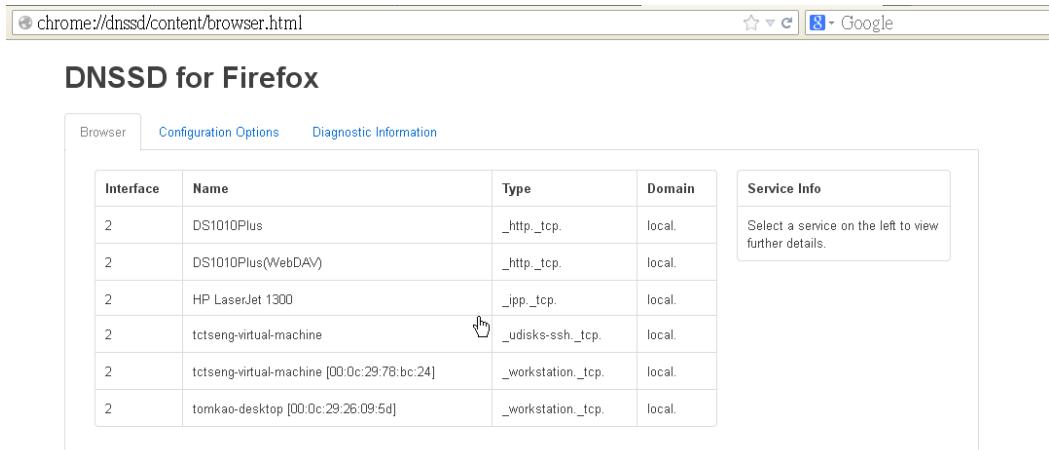 chrome://dnssd/content/browser.html
8 Google
DNSSD for Firefox
Browser Configuration Options Diagnostic Information
Interface Name Type Domain
2 DS1010Plus _http._tcp. local.
2 DS1010Plus(WebDAV) _http._tcp. local.
2 HP LaserJet 1300 _ipp._tcp. local.
2 tctseng-virtual-machine _udisks-ssh._tcp. local.
2 tctseng-virtual-machine [00:0c:29:78:bc:24] _workstation._tcp. local.
2 tomkao-desktop [00:0c:29:26:09:5d] _workstation._tcp. local.
Service Info
Select a service on the left to view
further details.